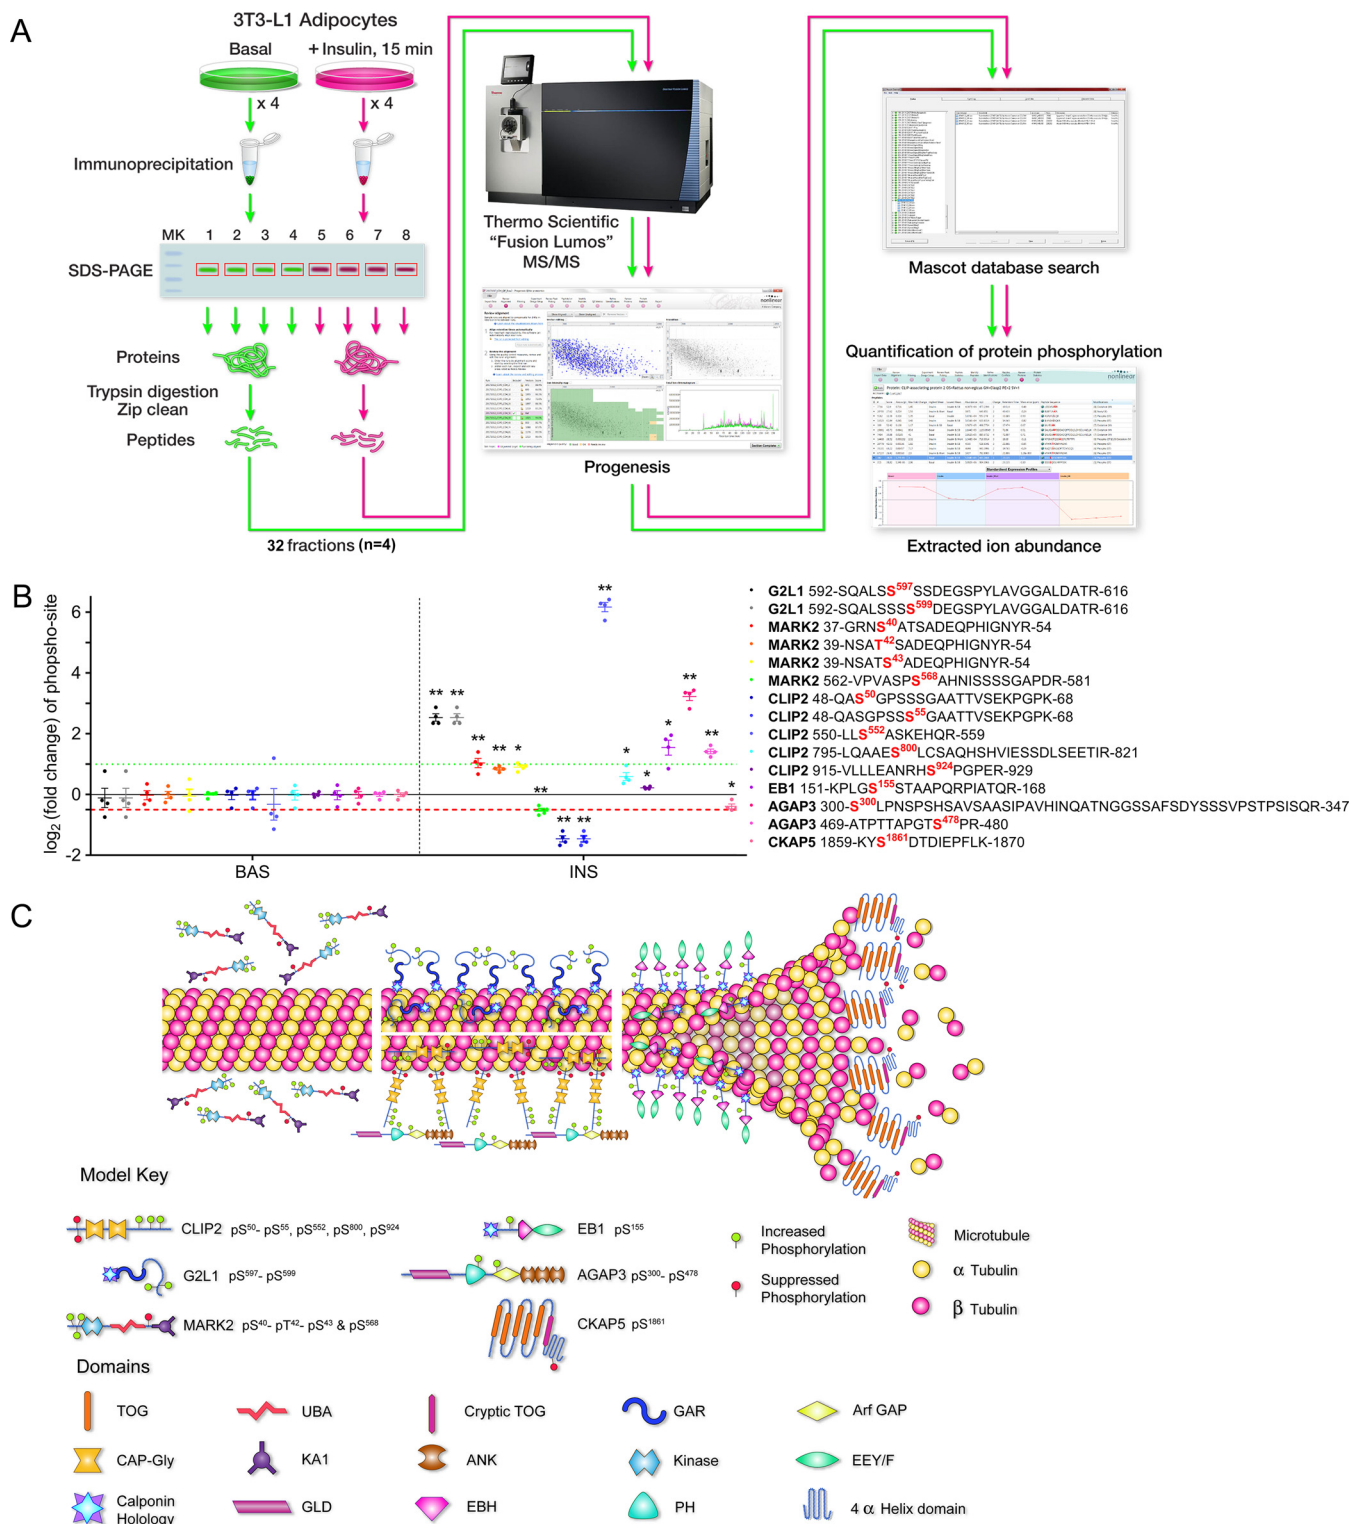 A
3T3-L1 Adipocytes
Basal
+ Insulin, 15 min
x 4
x 4
Immunoprecipitation
MK 1 2 3 4 5 6 7 8
SDS-PAGE
Proteins
Trypsin digestion
Zip clean
Peptides
32 fractions (n=4)
Thermo Scientific
"Fusion Lumos"
MS/MS
nonlinear
Progenesis
Mascot database search
Quantification of protein phosphorylation
nonlinear
Extracted ion abundance
B
log2 (fold change) of phopsho-site
6
4
2
0
-2
BAS
INS
** ** ** ** * ** ** ** ** * * * ** ** *
G2L1 592-SQALSS597SSDEGSPYLAVGGALDATR-616
G2L1 592-SQALSSSS599DEGSPYLAVGGALDATR-616
MARK2 37-GRNS40ATSADEQPHIGNYR-54
MARK2 39-NSAT42SADEQPHIGNYR-54
MARK2 39-NSATS43ADEQPHIGNYR-54
MARK2 562-VPVASPS568AHNISSSSGAPDR-581
CLIP2 48-QAS50GPSSSGAATTVSEKPGPK-68
CLIP2 48-QASGPSSS55GAATTVSEKPGPK-68
CLIP2 550-LLS552ASKEHQR-559
CLIP2 795-LQAAES800LCSAQHSHVIESSDLSEETIR-821
CLIP2 915-VLLLEANRHS924PGPER-929
EB1 151-KPLGS155STAAPQRPIATQR-168
AGAP3 300-S300LPNSPSHSAVSAASIPAVHINQATNGGSSAFSDYSSSVPSTPSISQR-347
AGAP3 469-ATPTTAPGTS478PR-480
CKAP5 1859-KYS1861DTDIEPFLK-1870
C
Model Key
CLIP2 pS50- pS55, pS552, pS800, pS924
G2L1 pS597- pS599
MARK2 pS40- pT42- pS43 & pS568
EB1 pS155
AGAP3 pS300- pS478
CKAP5 pS1861
Increased
Phosphorylation
Suppressed
Phosphorylation
Microtubule
α Tubulin
β Tubulin
Domains
TOG
UBA
Cryptic TOG
GAR
Arf GAP
CAP-Gly
KA1
ANK
Kinase
EEY/F
Calponin
Holology
GLD
EBH
PH
4 α Helix domain